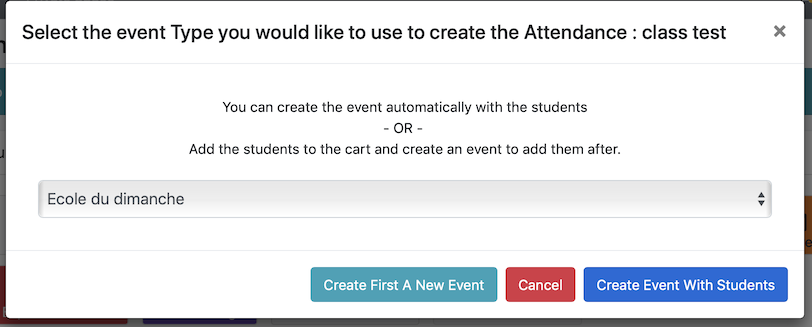 Select the event Type you would like to use to create the Attendance : class test
×
You can create the event automatically with the students
- OR -
Add the students to the cart and create an event to add them after.
Ecole du dimanche
Create First A New Event
Cancel
Create Event With Students